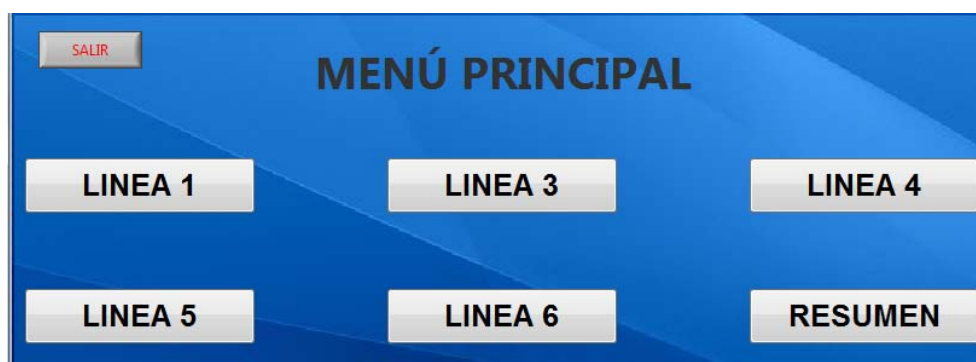 SALIR
MENÚ PRINCIPAL
LINEA 1
LINEA 3
LINEA 4
LINEA 5
LINEA 6
RESUMEN